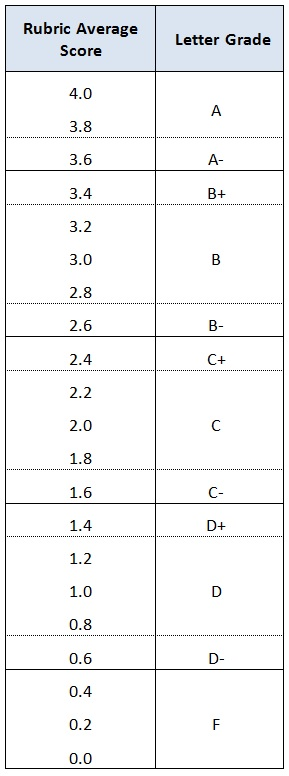 Rubric Average Score Letter Grade
4.0
A
3.8
3.6 A-
3.4 B+
3.2
3.0 B
2.8
2.6 B-
2.4 C+
2.2
2.0 C
1.8
1.6 C-
1.4 D+
1.2
1.0 D
0.8
0.6 D-
0.4
0.2 F
0.0